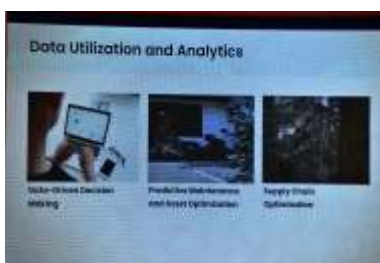 Data Utilization and Analytics
Data-Driven Decision
Making
Predictive Maintenance
and Asset Optimization
Supply Chain
Optimization